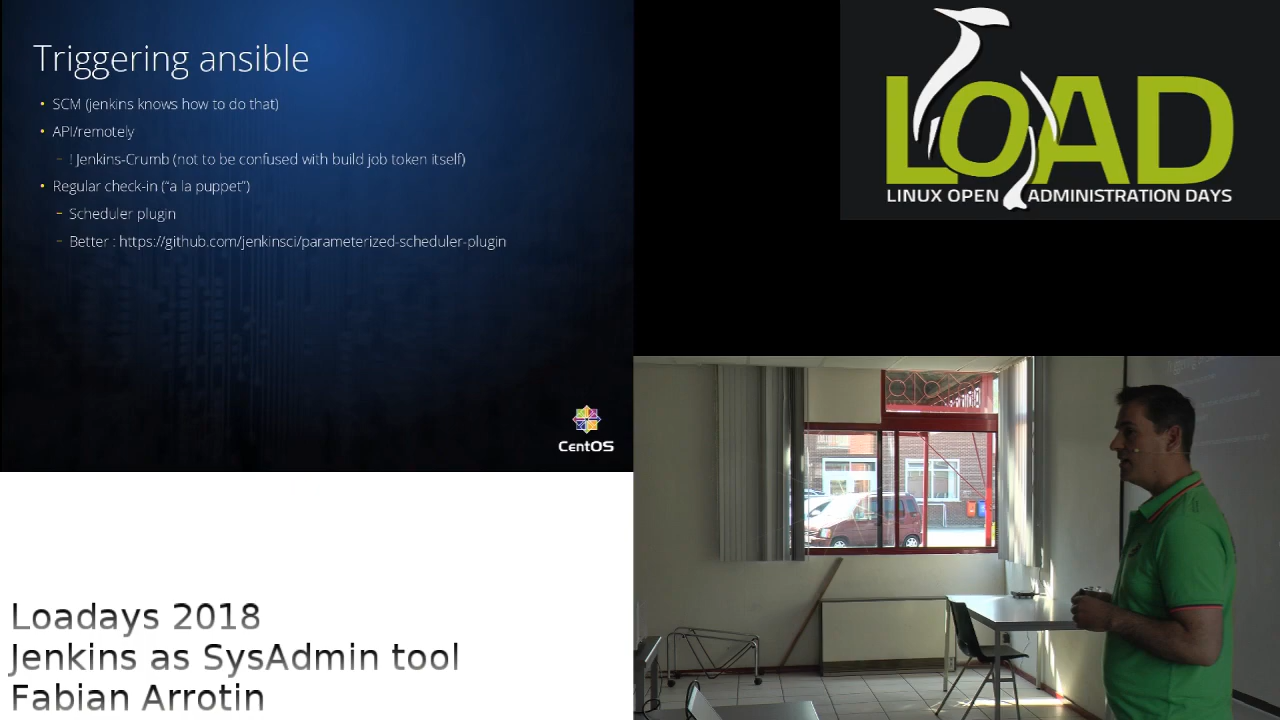 Triggering ansible
• SCM (jenkins knows how to do that)
• API/remotely
– ! Jenkins-Crumb (not to be confused with build job token itself)
• Regular check-in (“a la puppet”)
– Scheduler plugin
– Better : https://github.com/jenkinsci/parameterized-scheduler-plugin
CentOS
LOAD
LINUX OPEN ADMINISTRATION DAYS
Loadays 2018
Jenkins as SysAdmin tool
Fabian Arrotin